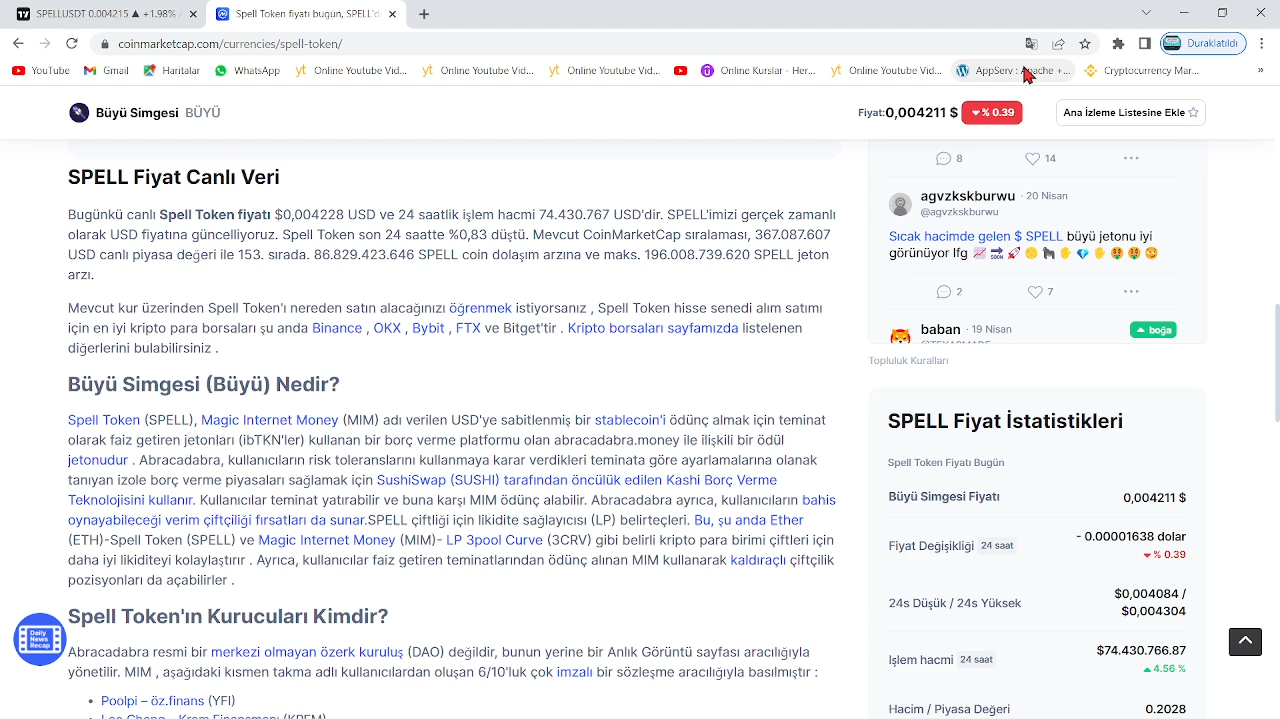 SPELLUSDT 0.004215 ▲ +1.98%
Spell Token fiyatı bugün, SPELL'd
coinmarketcap.com/currencies/spell-token/
Duraklatıldı
YouTube
Gmail
Haritalar
WhatsApp
Online Youtube Vid...
Online Youtube Vid...
Online Youtube Vid...
Online Kurslar - Her...
Online Youtube Vid...
AppServ : Apache +...
Cryptocurrency Mar...
»
Büyü Simgesi BÜYÜ
Fiyat:0,004211 $ % 0.39
Ana İzleme Listesine Ekle
SPELL Fiyat Canlı Veri
Bugünkü canlı Spell Token fiyatı $0,004228 USD ve 24 saatlik işlem hacmi 74.430.767 USD'dir. SPELL'imizi gerçek zamanlı
olarak USD fiyatına güncelliyoruz. Spell Token son 24 saatte %0,83 düştü. Mevcut CoinMarketCap sıralaması, 367.087.607
USD canlı piyasa değeri ile 153. sırada. 86.829.423.646 SPELL coin dolaşım arzına ve maks. 196.008.739.620 SPELL jeton
arzı.
Mevcut kur üzerinden Spell Token'ı nereden satın alacağınızı öğrenmek istiyorsanız , Spell Token hisse senedi alım satımı
için en iyi kripto para borsaları şu anda Binance , OKX , Bybit , FTX ve Bitget'tir . Kripto borsaları sayfamızda listelenen
diğerlerini bulabilirsiniz .
Büyü Simgesi (Büyü) Nedir?
Spell Token (SPELL), Magic Internet Money (MIM) adı verilen USD'ye sabitlenmiş bir stablecoin'i ödünç almak için teminat
olarak faiz getiren jetonları (ibTKN'ler) kullanan bir borç verme platformu olan abracadabra.money ile ilişkili bir ödül
jetonudur . Abracadabra, kullanıcıların risk toleranslarını kullanmaya karar verdikleri teminata göre ayarlamalarına olanak
tanıyan izole borç verme piyasaları sağlamak için SushiSwap (SUSHI) tarafından öncülük edilen Kashi Borç Verme
Teknolojisini kullanır. Kullanıcılar teminat yatırabilir ve buna karşı MIM ödünç alabilir. Abracadabra ayrıca, kullanıcıların bahis
oynayabileceği verim çiftçiliği fırsatları da sunar.SPELL çiftliği için likidite sağlayıcısı (LP) belirteçleri. Bu, şu anda Ether
(ETH)-Spell Token (SPELL) ve Magic Internet Money (MIM)- LP 3pool Curve (3CRV) gibi belirli kripto para birimi çiftleri için
daha iyi likiditeyi kolaylaştırır . Ayrıca, kullanıcılar faiz getiren teminatlarından ödünç alınan MIM kullanarak kaldıraçlı çiftçilik
pozisyonları da açabilirler .
Spell Token'ın Kurucuları Kimdir?
Abracadabra resmi bir merkezi olmayan özerk kuruluş (DAO) değildir, bunun yerine bir Anlık Görüntü sayfası aracılığıyla
yönetilir. MIM , aşağıdaki kısmen takma adlı kullanıcılardan oluşan 6/10'luk çok imzalı bir sözleşme aracılığıyla basılmıştır :
• Poolpi – öz.finans (YFI)
Daily
News
Recap
8 14 ...
agvzkskburwu · 20 Nisan
@agvzkskburwu
Sıcak hacimde gelen $ SPELL büyü jetonu iyi
görünüyor lfg
2 7 ...
baban · 19 Nisan
boğa
Topluluk Kuralları
SPELL Fiyat İstatistikleri
Spell Token Fiyatı Bugün
Büyü Simgesi Fiyatı 0,004211 $
Fiyat Değişikliği 24 saat - 0.00001638 dolar
% 0.39
24s Düşük / 24s Yüksek $0,004084 /
$0,004304
Işlem hacmi 24 saat $74.430.766.87
4.56 %
Hacim / Piyasa Değeri 0.2028